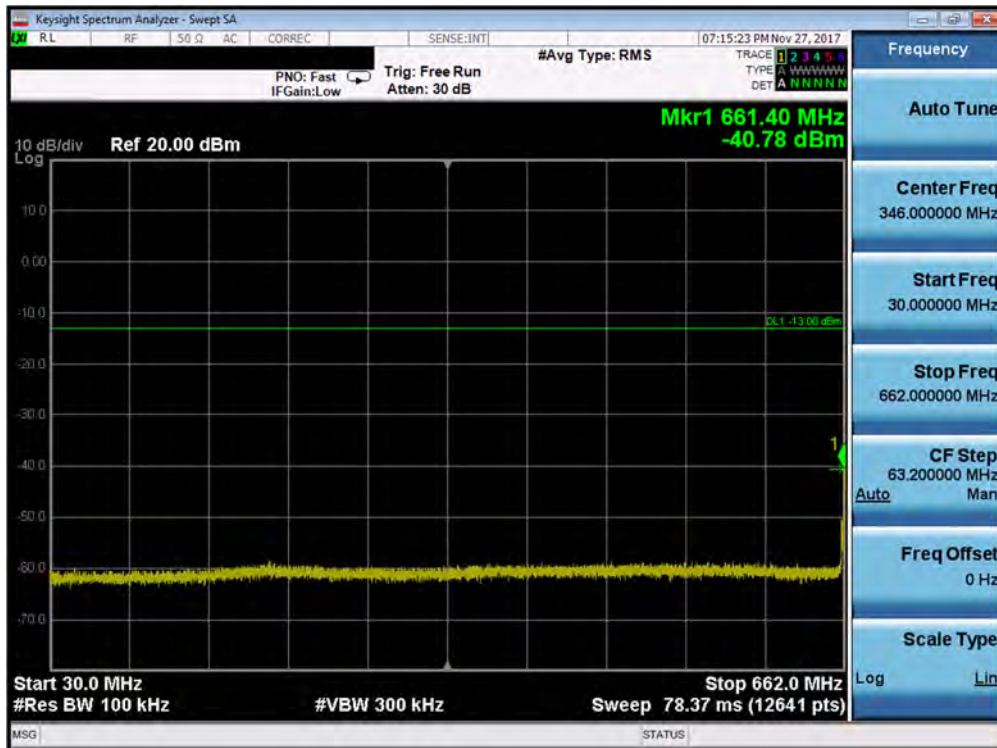 Keysight Spectrum Analyzer - Swept SA
LXI RL RF 50 Ω AC CORREC SENSE:INT 07:15:23 PM Nov 27, 2017
#Avg Type: RMS TRACE 1 2 3 4 5 6
PNO: Fast Trig: Free Run TYPE A WWWWW
IFGain:Low Atten: 30 dB DET A N N N N N
Mkr1 661.40 MHz
-40.78 dBm
10 dB/div Ref 20.00 dBm
Log
10.0
0.00
-10.0
DL1 -13.00 dBm
-20.0
-30.0
1
-40.0
-50.0
-60.0
-70.0
Start 30.0 MHz Stop 662.0 MHz
#Res BW 100 kHz #VBW 300 kHz Sweep 78.37 ms (12641 pts)
MSG STATUS
Frequency
Auto Tune
Center Freq
346.000000 MHz
Start Freq
30.000000 MHz
Stop Freq
662.000000 MHz
CF Step
63.200000 MHz
Auto Man
Freq Offset
0 Hz
Scale Type
Log Lin